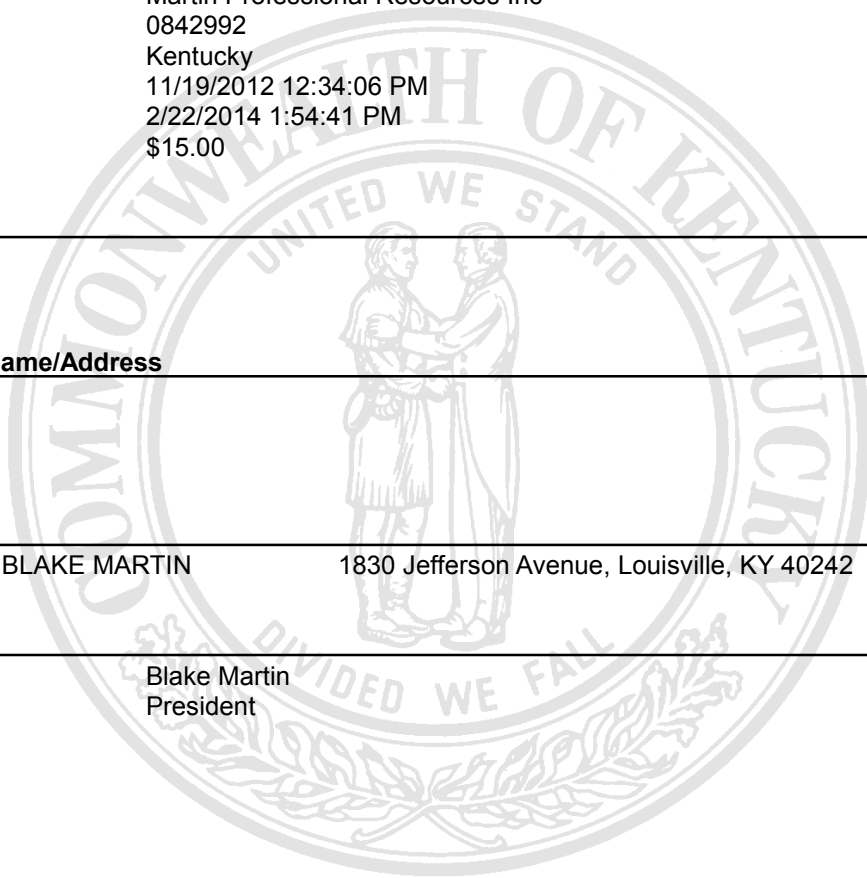 Martin Professional Resources Inc
0842992
Kentucky
11/19/2012 12:34:06 PM
2/22/2014 1:54:41 PM
$15.00
COMMONWEALTH OF KENTUCKY
UNITED WE STAND
ame/Address
BLAKE MARTIN 1830 Jefferson Avenue, Louisville, KY 40242
DIVIDED WE FALL
Blake Martin
President